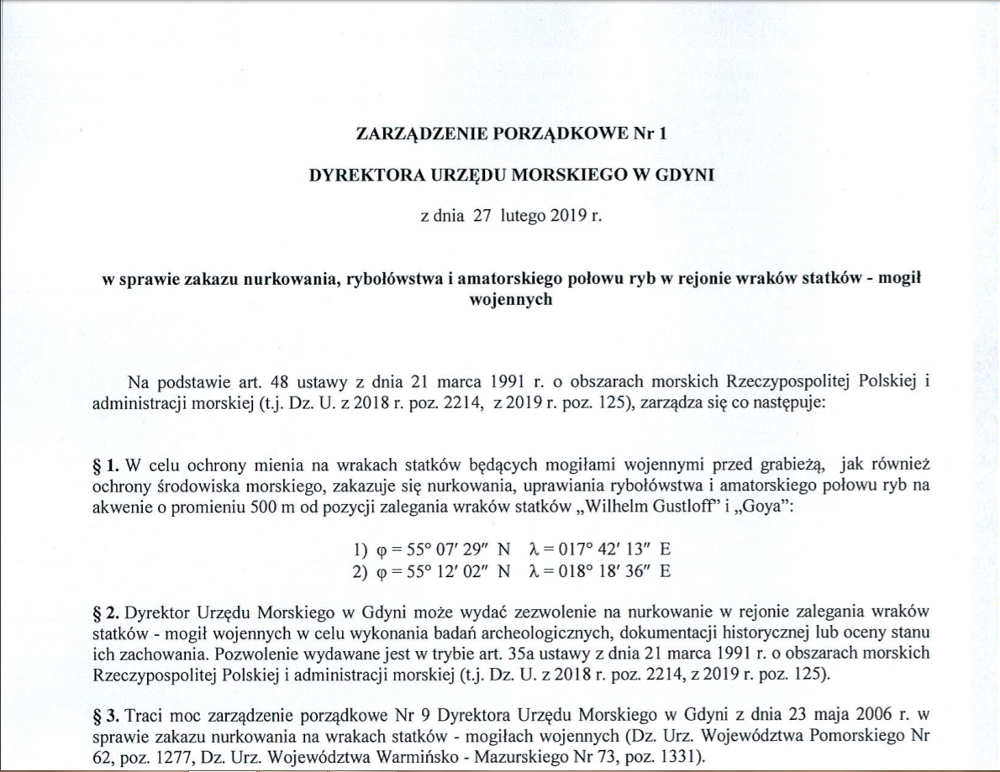 ZARZĄDZENIE PORZĄDKOWE Nr 1
DYREKTORA URZĘDU MORSKIEGO W GDYNI
z dnia 27 lutego 2019 r.
w sprawie zakazu nurkowania, rybołówstwa i amatorskiego połowu ryb w rejonie wraków statków - mogił
wojennych
Na podstawie art. 48 ustawy z dnia 21 marca 1991 r. o obszarach morskich Rzeczypospolitej Polskiej i
administracji morskiej (t.j. Dz. U. z 2018 r. poz. 2214, z 2019 r. poz. 125), zarządza się co następuje:
§ 1. W celu ochrony mienia na wrakach statków będących mogiłami wojennymi przed grabieżą, jak również
ochrony środowiska morskiego, zakazuje się nurkowania, uprawiania rybołówstwa i amatorskiego połowu ryb na
akwenie o promieniu 500 m od pozycji zalegania wraków statków „Wilhelm Gustloff” i „Goya”:
1) φ = 55° 07′ 29″ N λ = 017° 42′ 13″ E
2) φ = 55° 12′ 02″ N λ = 018° 18′ 36″ E
§ 2. Dyrektor Urzędu Morskiego w Gdyni może wydać zezwolenie na nurkowanie w rejonie zalegania wraków
statków - mogił wojennych w celu wykonania badań archeologicznych, dokumentacji historycznej lub oceny stanu
ich zachowania. Pozwolenie wydawane jest w trybie art. 35a ustawy z dnia 21 marca 1991 r. o obszarach morskich
Rzeczypospolitej Polskiej i administracji morskiej (t.j. Dz. U. z 2018 r. poz. 2214, z 2019 r. poz. 125).
§ 3. Traci moc zarządzenie porządkowe Nr 9 Dyrektora Urzędu Morskiego w Gdyni z dnia 23 maja 2006 r. w
sprawie zakazu nurkowania na wrakach statków - mogiłach wojennych (Dz. Urz. Województwa Pomorskiego Nr
62, poz. 1277, Dz. Urz. Województwa Warmińsko - Mazurskiego Nr 73, poz. 1331).